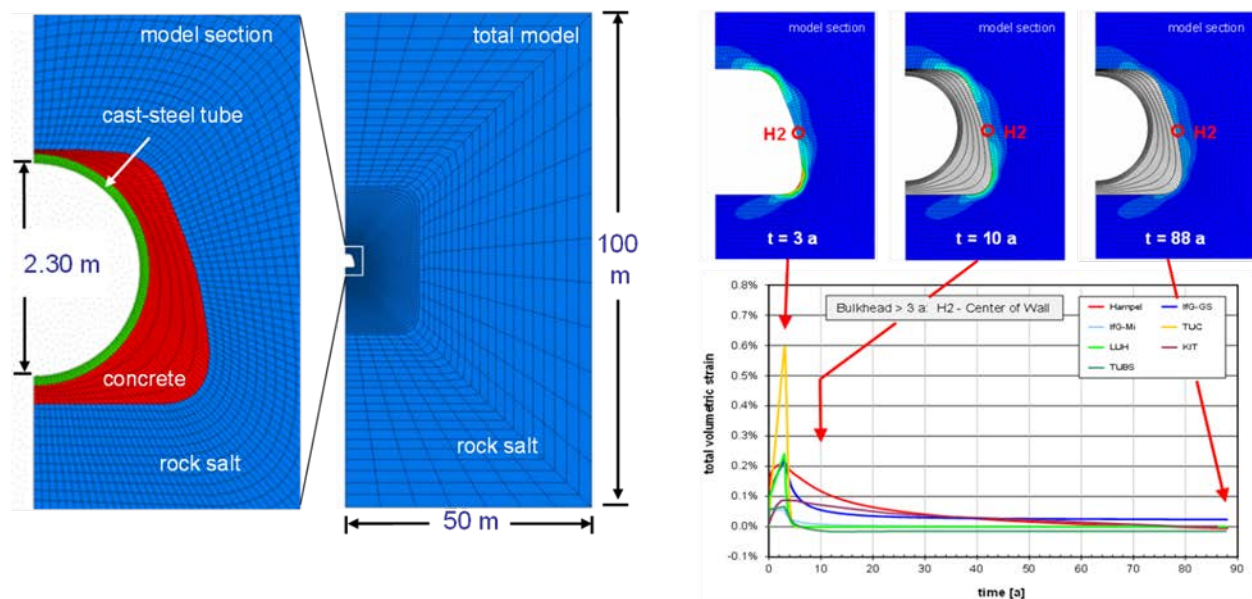 model section
cast-steel tube
2.30 m
concrete
rock salt
total model
100
m
rock salt
50 m
model section
H2
t = 3 a
model section
H2
t = 10 a
model section
H2
t = 88 a
0.8%
0.7%
0.6%
0.5%
0.4%
0.3%
0.2%
0.1%
0.0%
-0.1%
total volumetric strain
Bulkhead > 3 a: H2 - Center of Wall
Hampel
IfG-GS
IfG-Mi
TUC
LUH
KIT
TUBS
0 10 20 30 40 50 60 70 80 90
time [a]